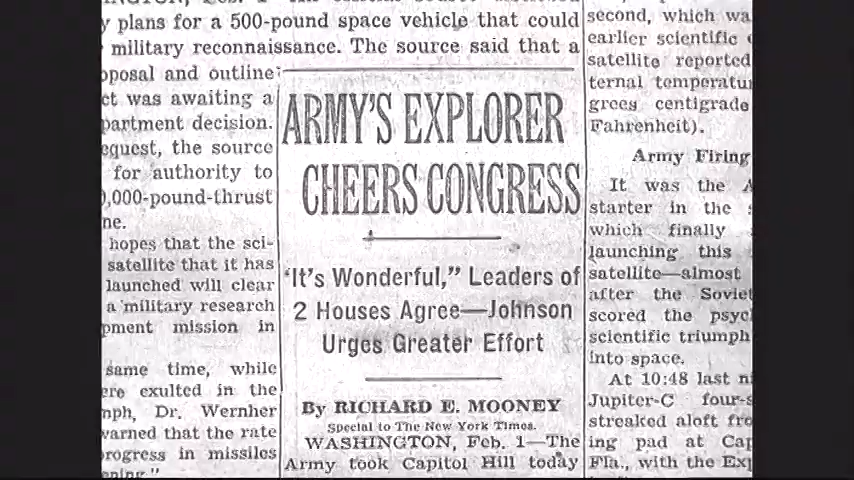 y plans for a 500-pound space vehicle that could
military reconnaissance. The source said that a
oposal and outline
ct was awaiting a
partment decision.
equest, the source
for authority to
0,000-pound-thrust
ne.
hopes that the sci-
satellite that it has
launched will clear
a military research
pment mission in
same time, while
ere exulted in the
mph, Dr. Wernher
warned that the rate
rogress in missiles
ening."
ARMY'S EXPLORER
CHEERS CONGRESS
"It's Wonderful," Leaders of
2 Houses Agree—Johnson
Urges Greater Effort
By RICHARD E. MOONEY
Special to The New York Times.
WASHINGTON, Feb. 1—The
Army took Capitol Hill today
second, which wa
earlier scientific
satellite reported
ternal temperatu
grees centigrade
Fahrenheit).
Army Firing
It was the A
starter in the
which finally
launching this
satellite—almost
after the Soviet
scored the psyc
scientific triumph
into space.
At 10:48 last ni
Jupiter-C four-s
streaked aloft fro
ing pad at Cap
Fla., with the Exp